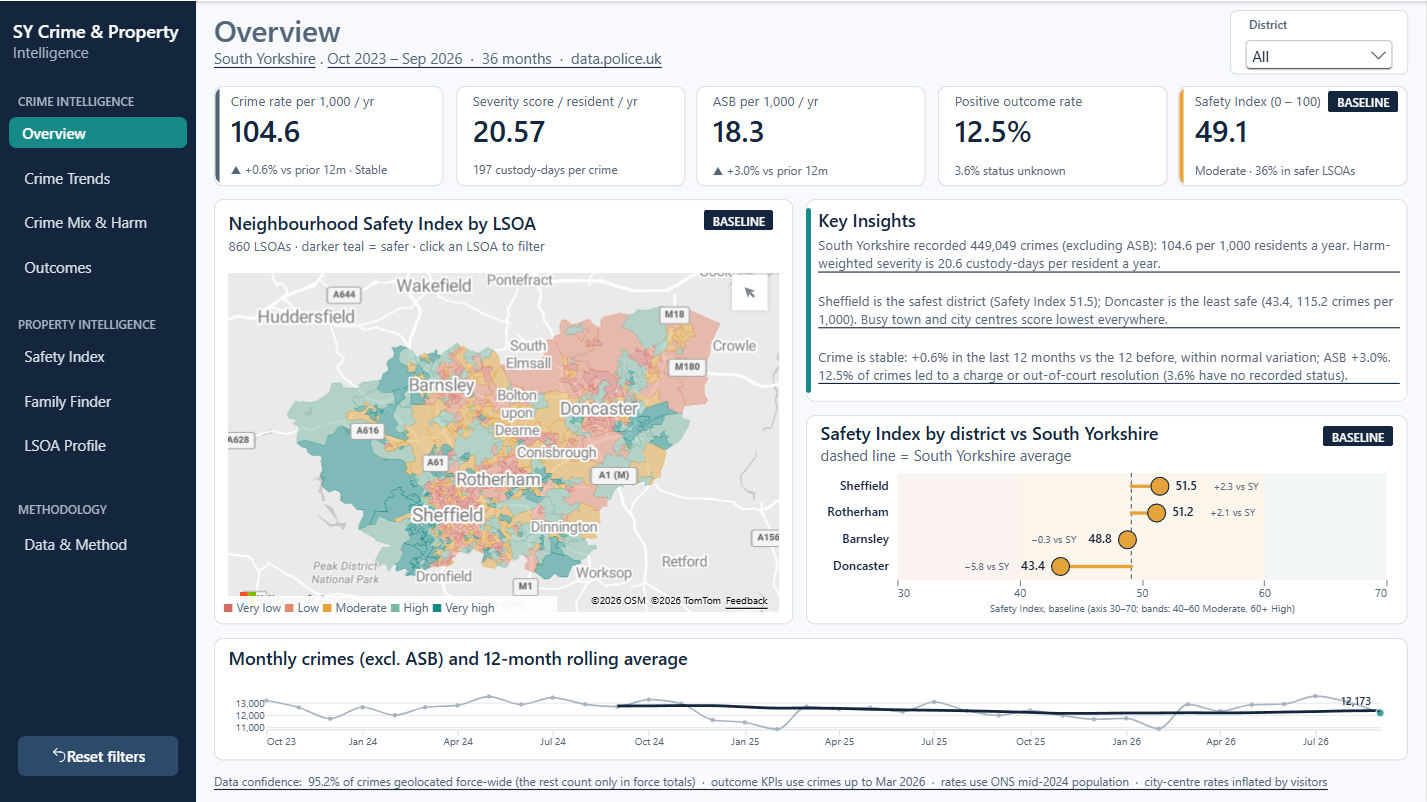 SY Crime & Property
Intelligence
CRIME INTELLIGENCE
Overview
Crime Trends
Crime Mix & Harm
Outcomes
PROPERTY INTELLIGENCE
Safety Index
Family Finder
LSOA Profile
METHODOLOGY
Data & Method
Reset filters
Overview
South Yorkshire . Oct 2023 – Sep 2026 · 36 months · data.police.uk
District
All
Crime rate per 1,000 / yr
104.6
▲ +0.6% vs prior 12m · Stable
Severity score / resident / yr
20.57
197 custody-days per crime
ASB per 1,000 / yr
18.3
▲ +3.0% vs prior 12m
Positive outcome rate
12.5%
3.6% status unknown
Safety Index (0 – 100) BASELINE
49.1
Moderate · 36% in safer LSOAs
Neighbourhood Safety Index by LSOA
BASELINE
860 LSOAs · darker teal = safer · click an LSOA to filter
Wakefield
Pontefract
A644
Huddersfield
M18
South
Elmsall
Crowle
M180
Barnsley
Bolton
upon
Dearne
Doncaster
A616
A628
Conisbrough
A61
A1 (M)
Rotherham
Sheffield
Dinnington
A156
Retford
Peak District
National Park
Dronfield
Worksop
M1
Very low Low Moderate High Very high
©2026 OSM ©2026 TomTom Feedback
Key Insights
South Yorkshire recorded 449,049 crimes (excluding ASB): 104.6 per 1,000 residents a year. Harm-
weighted severity is 20.6 custody-days per resident a year.
Sheffield is the safest district (Safety Index 51.5); Doncaster is the least safe (43.4, 115.2 crimes per
1,000). Busy town and city centres score lowest everywhere.
Crime is stable: +0.6% in the last 12 months vs the 12 before, within normal variation; ASB +3.0%.
12.5% of crimes led to a charge or out-of-court resolution (3.6% have no recorded status).
Safety Index by district vs South Yorkshire
BASELINE
dashed line = South Yorkshire average
Sheffield 51.5 +2.3 vs SY
Rotherham 51.2 +2.1 vs SY
Barnsley −0.3 vs SY 48.8
Doncaster −5.8 vs SY 43.4
30 40 50 60 70
Safety Index, baseline (axis 30–70; bands: 40–60 Moderate, 60+ High)
Monthly crimes (excl. ASB) and 12-month rolling average
13,000
12,000
11,000
12,173
Oct 23 Jan 24 Apr 24 Jul 24 Oct 24 Jan 25 Apr 25 Jul 25 Oct 25 Jan 26 Apr 26 Jul 26
Data confidence: 95.2% of crimes geolocated force-wide (the rest count only in force totals) · outcome KPIs use crimes up to Mar 2026 · rates use ONS mid-2024 population · city-centre rates inflated by visitors